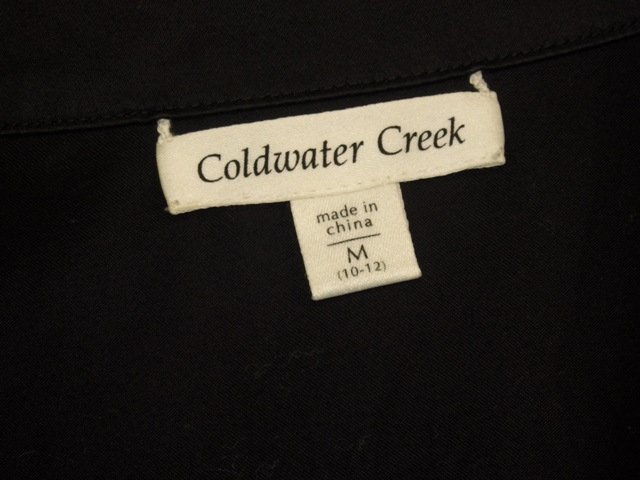 Coldwater Creek
made in
china
M
(10-12)